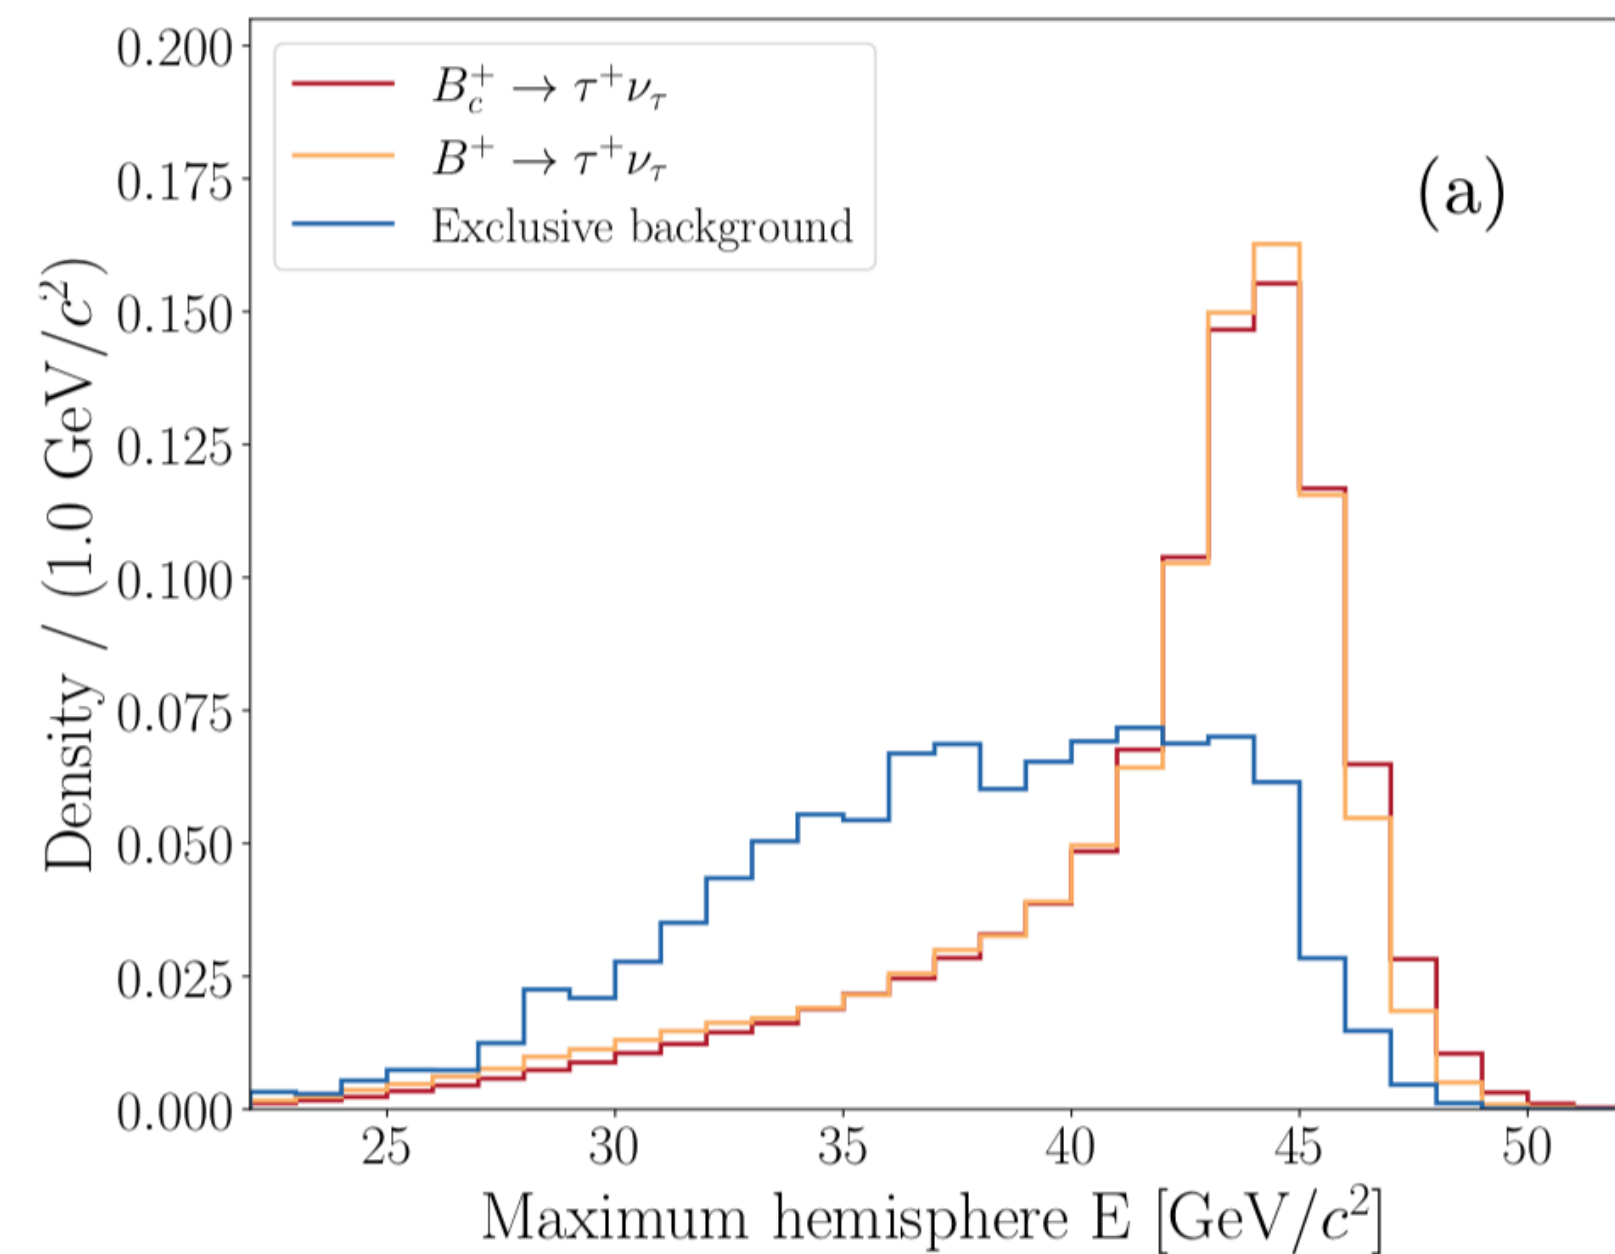 Density / (1.0 GeV/c²)
0.200
0.175
0.150
0.125
0.100
0.075
0.050
0.025
0.000
B_c^+ → τ^+ν_τ
B^+ → τ^+ν_τ
Exclusive background
(a)
25 30 35 40 45 50
Maximum hemisphere E [GeV/c²]